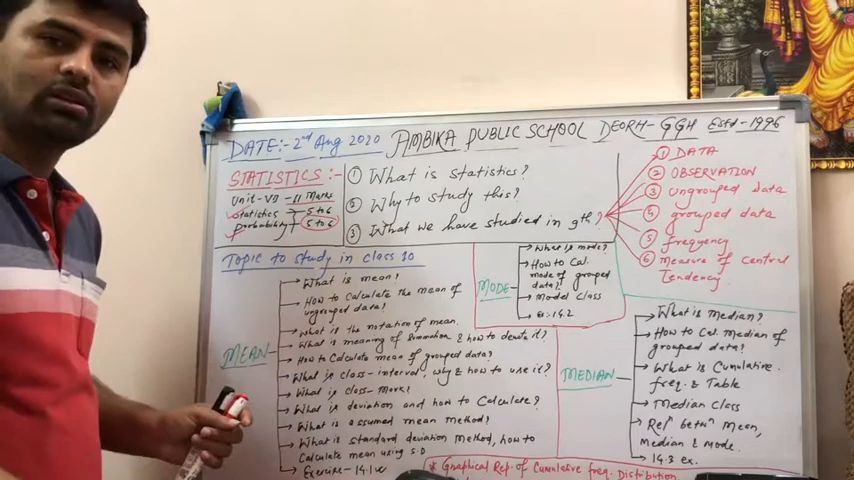 DATE:- 2nd Aug 2020 AMBIKA PUBLIC SCHOOL DEORH- GGH Estd-1996
STATISTICS:-
Unit-VII - 11 Marks
Statistics → 5 to 6
probability → 5 to 6
① What is statistics?
② Why to study this?
③ What we have studied in 9th?
① DATA
② OBSERVATION
③ ungrouped data
④ grouped data
⑤ frequency
⑥ measure of central
Tendency
Topic to study in class 10
MEAN
What is mean?
How to Calculate the mean of
ungrouped data?
What is the notation of mean.
What is meaning of summation & how to denote it?
How to Calculate mean of grouped data?
What is class-interval, why & how to use it?
What is class-mark?
What is deviation and how to Calculate?
What is assumed mean method?
What is standard deviation method, how to
Calculate mean using S.D
Exercise-14.1
MODE
What is mode?
How to Cal.
mode of grouped
data?
Model Class
Ex:14.2
MEDIAN
What is Median?
How to Cal. median of
grouped data?
What is Cumulative
freq. & Table
Median Class
Relⁿ betwⁿ Mean,
Median & mode.
14.3 ex.
* Graphical Rep. of Cumulative freq. Distribution